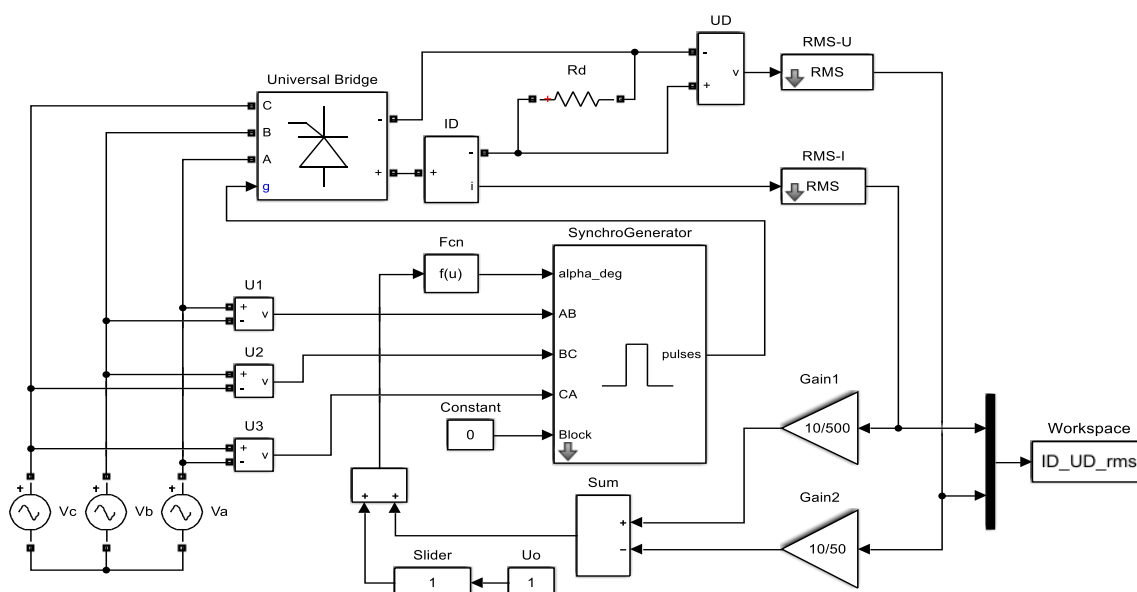 UD
-
+
v
RMS-U
RMS
Rd
+
Universal Bridge
C
B
A
g
-
+
ID
-
+
i
RMS-I
RMS
SynchroGenerator
alpha_deg
AB
BC
CA
Block
pulses
Fcn
f(u)
U1
+
-
v
U2
+
-
v
U3
+
-
v
Constant
0
Gain1
10/500
Workspace
ID_UD_rms
+
Vc
+
Vb
+
Va
+ +
Sum
+
–
Gain2
10/50
Slider
1
Uo
1